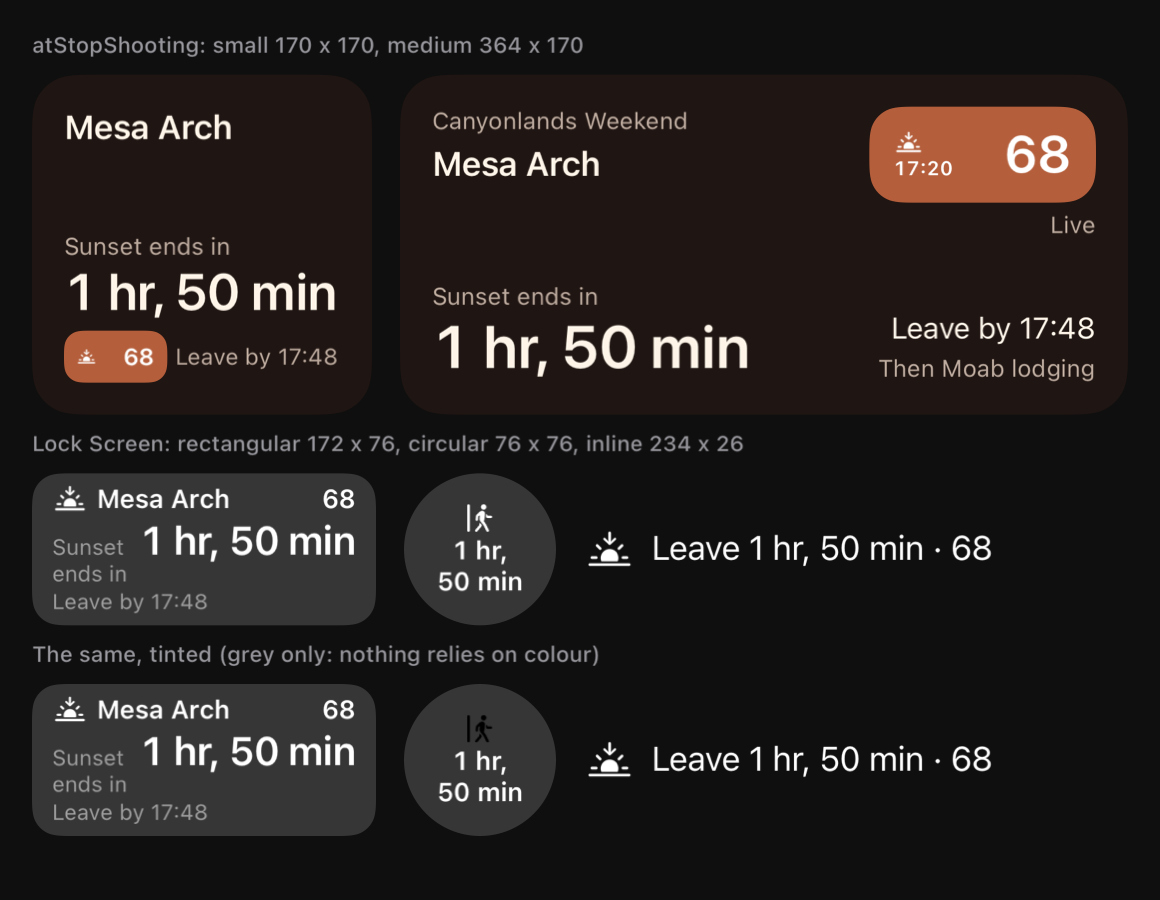 atStopShooting: small 170 x 170, medium 364 x 170
Mesa Arch
Sunset ends in
1 hr, 50 min
68 Leave by 17:48
Canyonlands Weekend
Mesa Arch
17:20 68
Live
Sunset ends in
1 hr, 50 min
Leave by 17:48
Then Moab lodging
Lock Screen: rectangular 172 x 76, circular 76 x 76, inline 234 x 26
Mesa Arch 68
Sunset ends in
1 hr, 50 min
Leave by 17:48
1 hr,
50 min
Leave 1 hr, 50 min · 68
The same, tinted (grey only: nothing relies on colour)
Mesa Arch 68
Sunset ends in
1 hr, 50 min
Leave by 17:48
1 hr,
50 min
Leave 1 hr, 50 min · 68